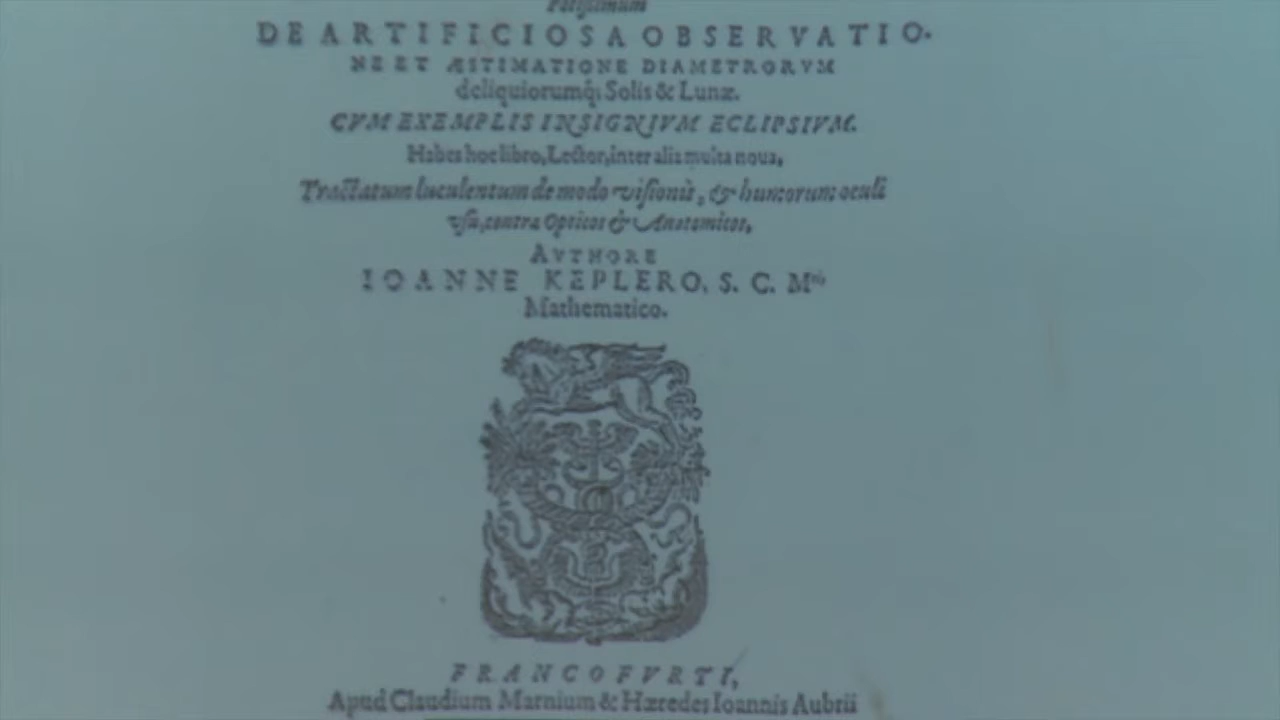 Potissimum
DE ARTIFICIOSA OBSERVATIO-
NE ET ÆSTIMATIONE DIAMETRORVM
deliquiorumq; Solis & Lunæ.
CVM EXEMPLIS INSIGNIVM ECLIPSIVM.
Habes hoc libro, Lector, inter alia multa noua,
Tractatum luculentum de modo visionis, & humorum oculi
vsu, contra Opticos & Anatomicos,
AVTHORE
IOANNE KEPLERO, S. C. Mtis
Mathematico.
FRANCOFVRTI,
Apud Claudium Marnium & Hæredes Ioannis Aubrii